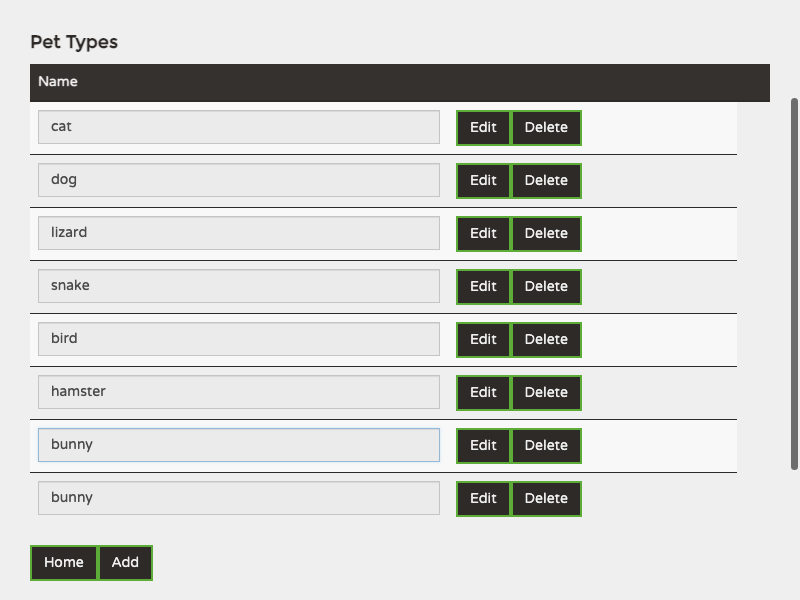 Pet Types
Name
cat Edit Delete
dog Edit Delete
lizard Edit Delete
snake Edit Delete
bird Edit Delete
hamster Edit Delete
bunny Edit Delete
bunny Edit Delete
Home Add